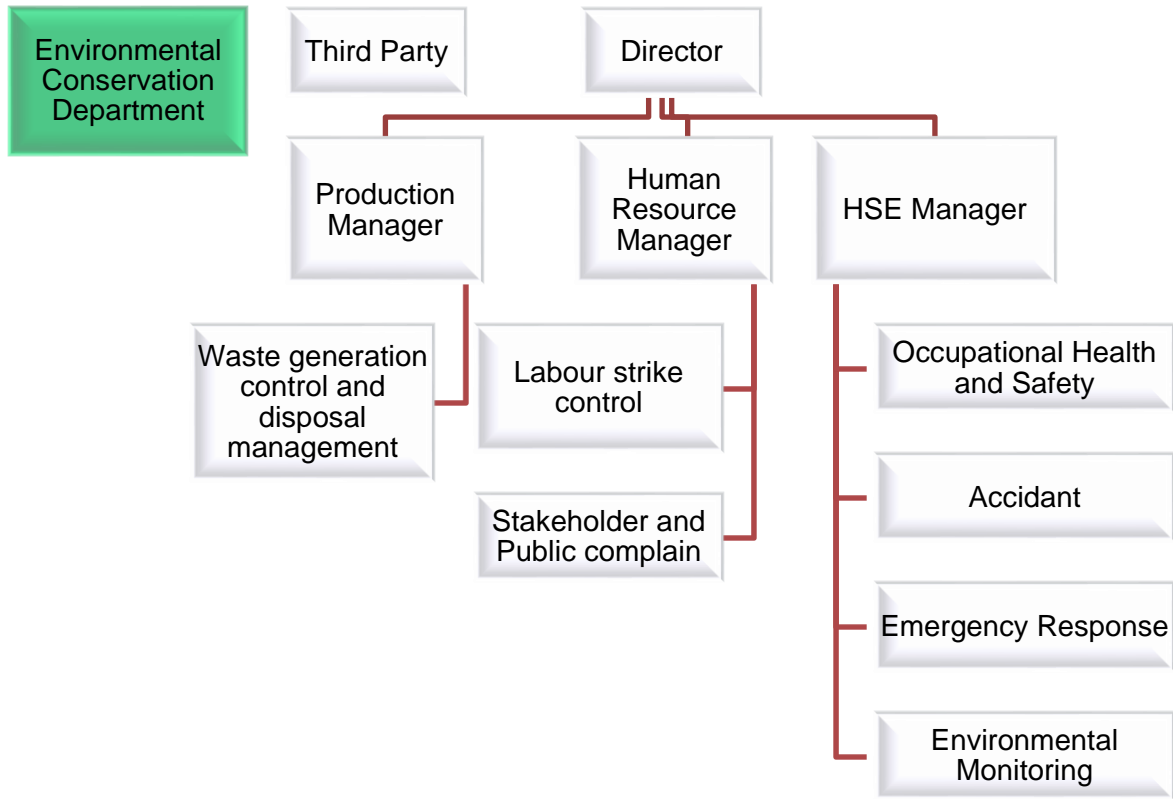 Environmental
Conservation
Department
Third Party
Director
Production
Manager
Human
Resource
Manager
HSE Manager
Waste generation
control and
disposal
management
Labour strike
control
Stakeholder and
Public complain
Occupational Health
and Safety
Accidant
Emergency Response
Environmental
Monitoring